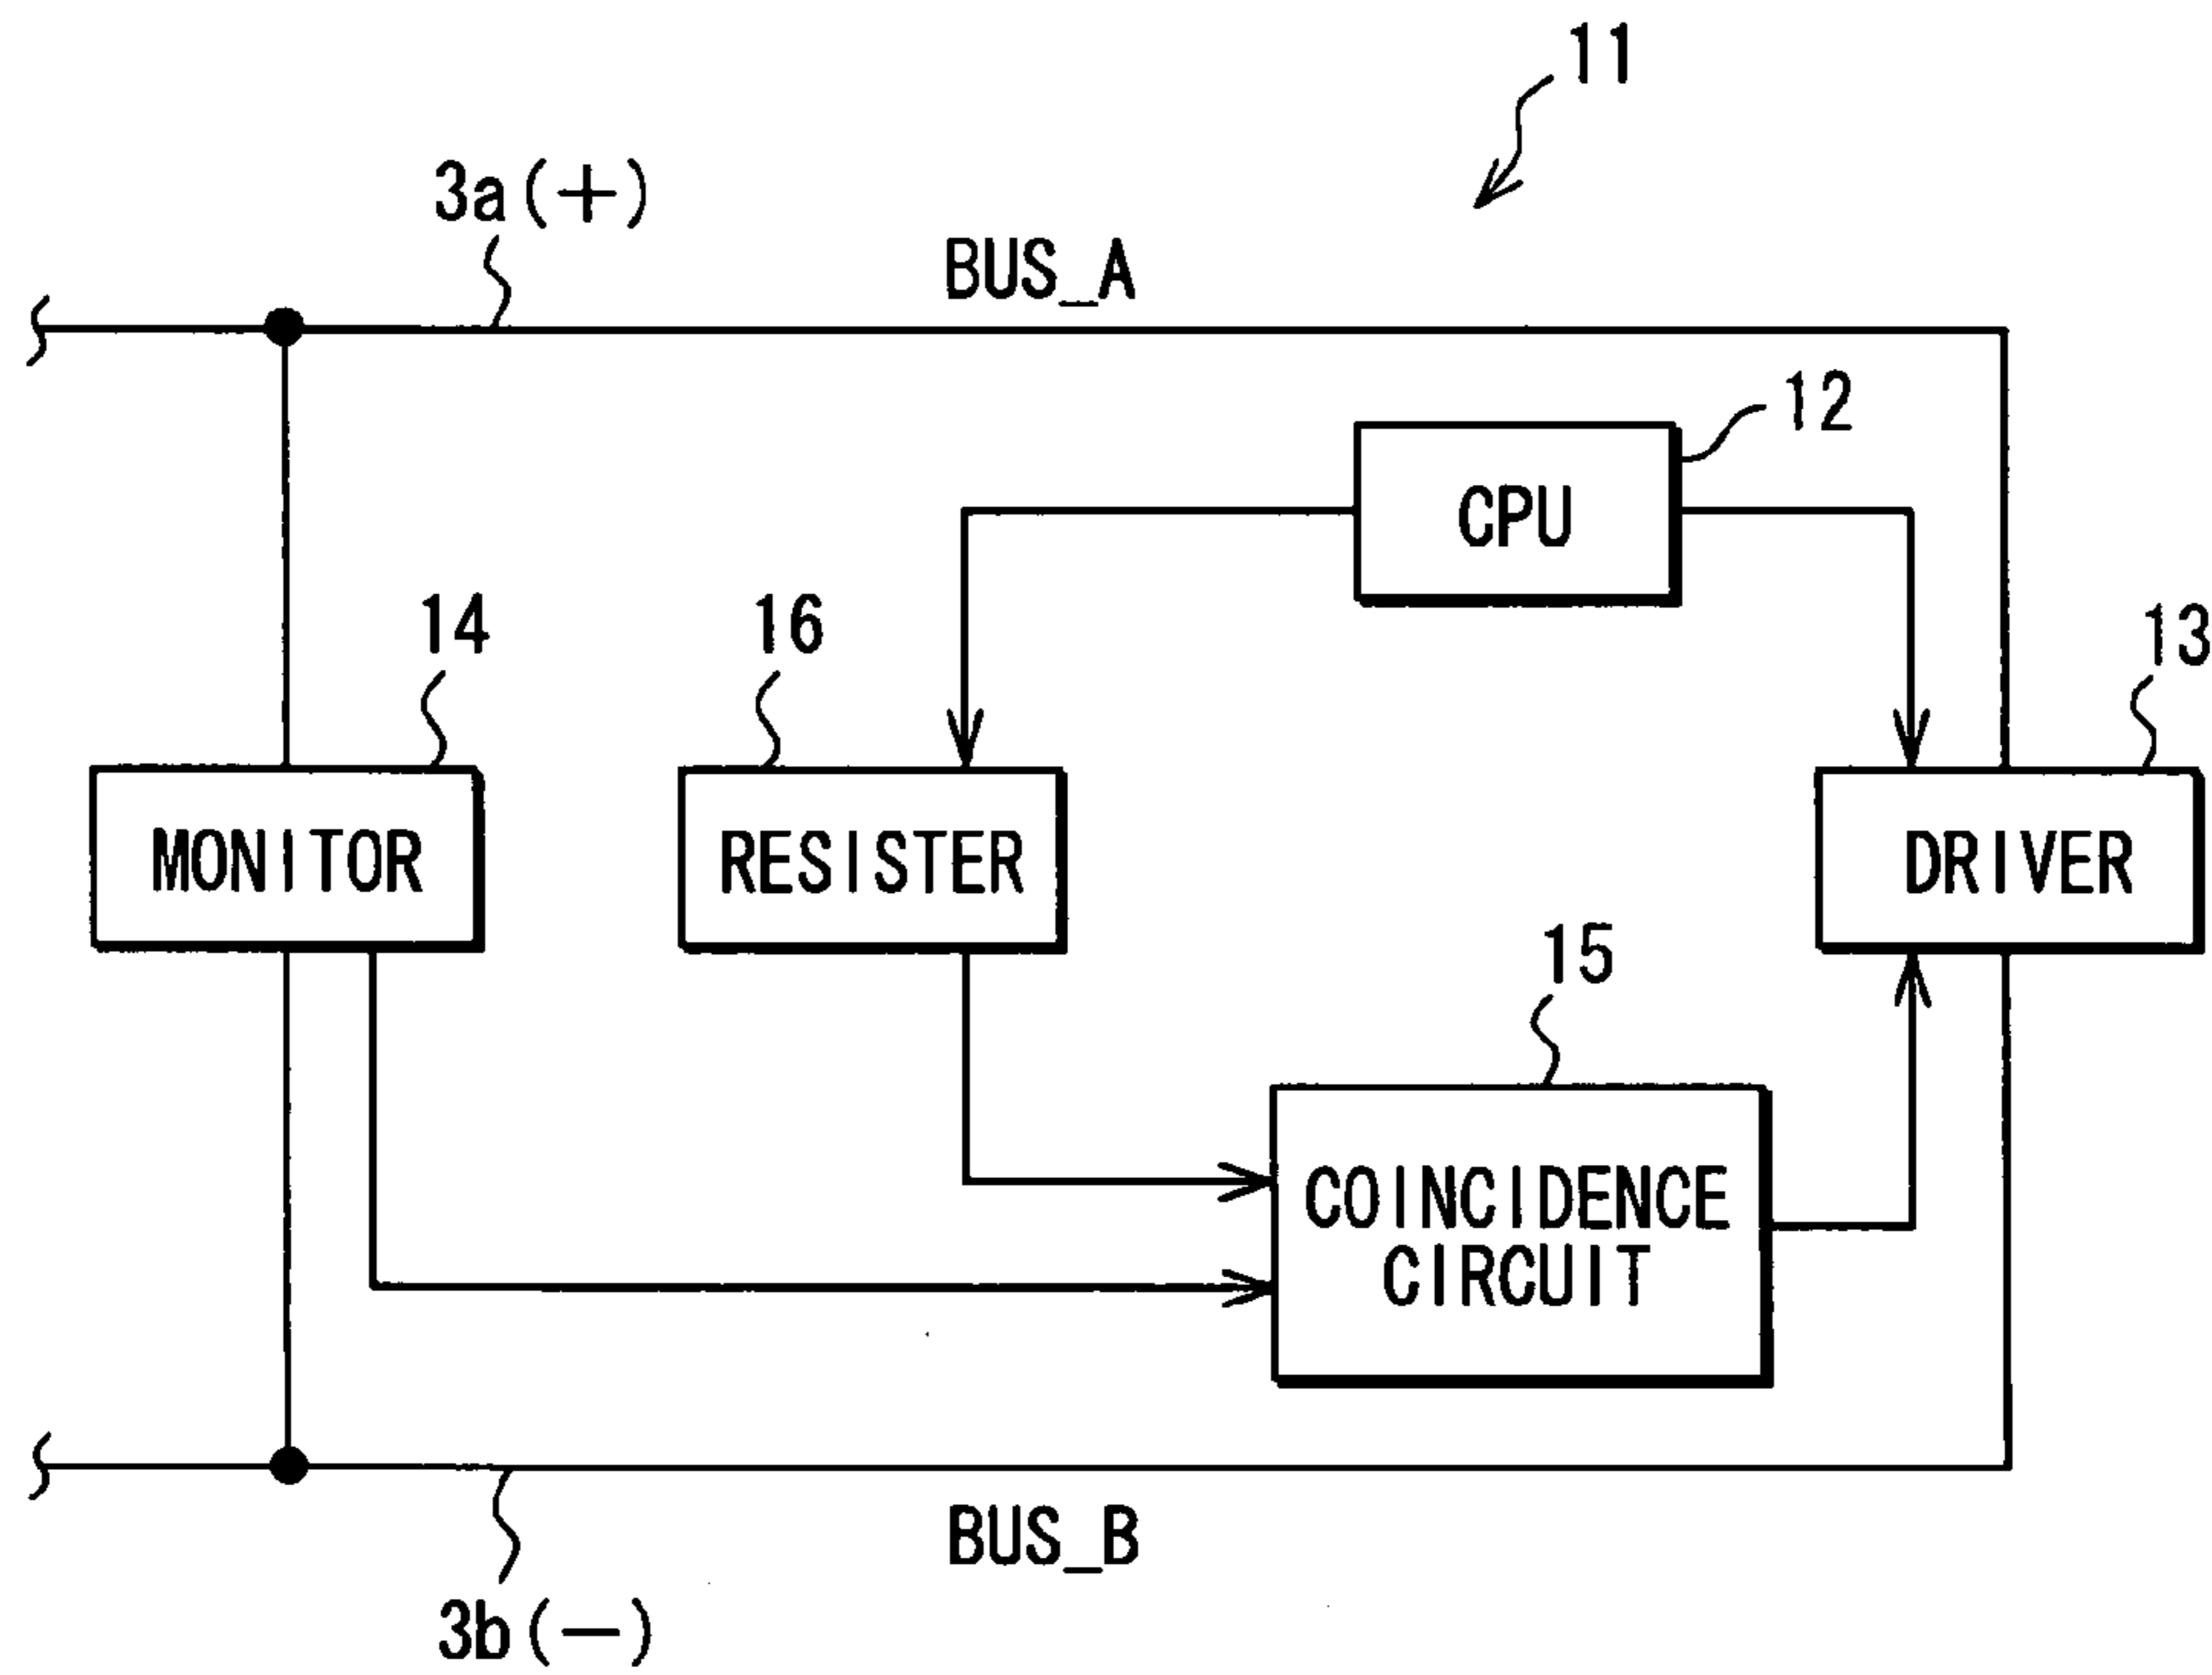 11
3a(+)
BUS_A
12
CPU
14
16
13
MONITOR
RESISTER
DRIVER
15
COINCIDENCE
CIRCUIT
BUS_B
3b(−)